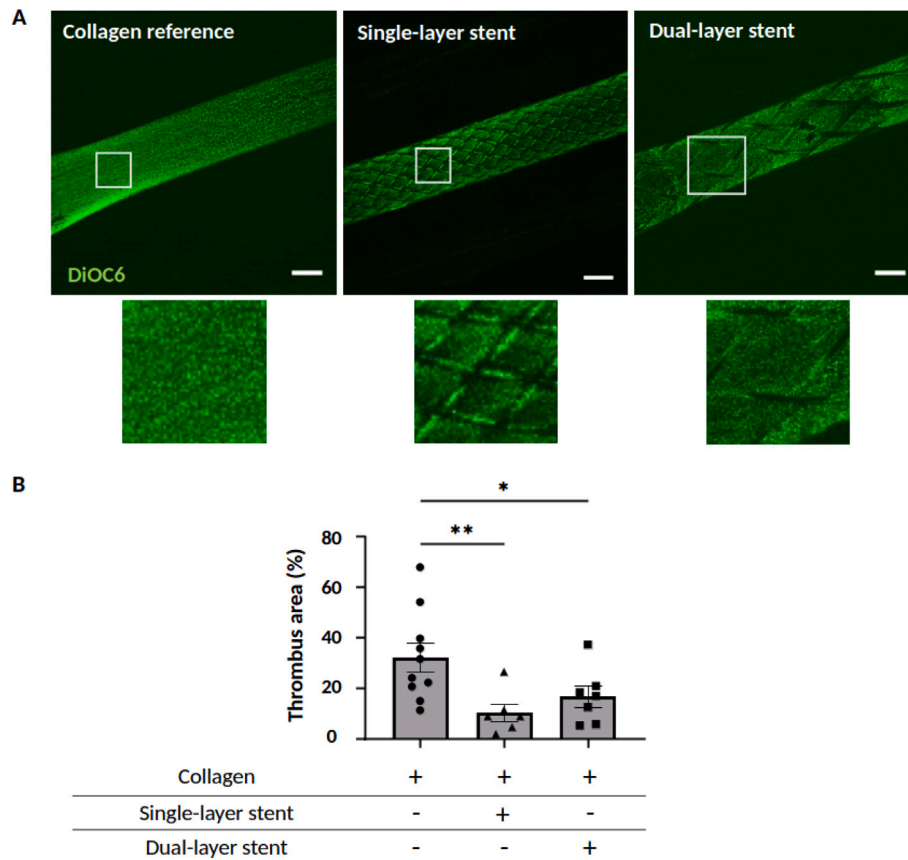 A
Collagen reference
Single-layer stent
Dual-layer stent
DiOC6
B
*
**
Thrombus area (%)
80
60
40
20
0
Collagen + + +
Single-layer stent - + -
Dual-layer stent - - +